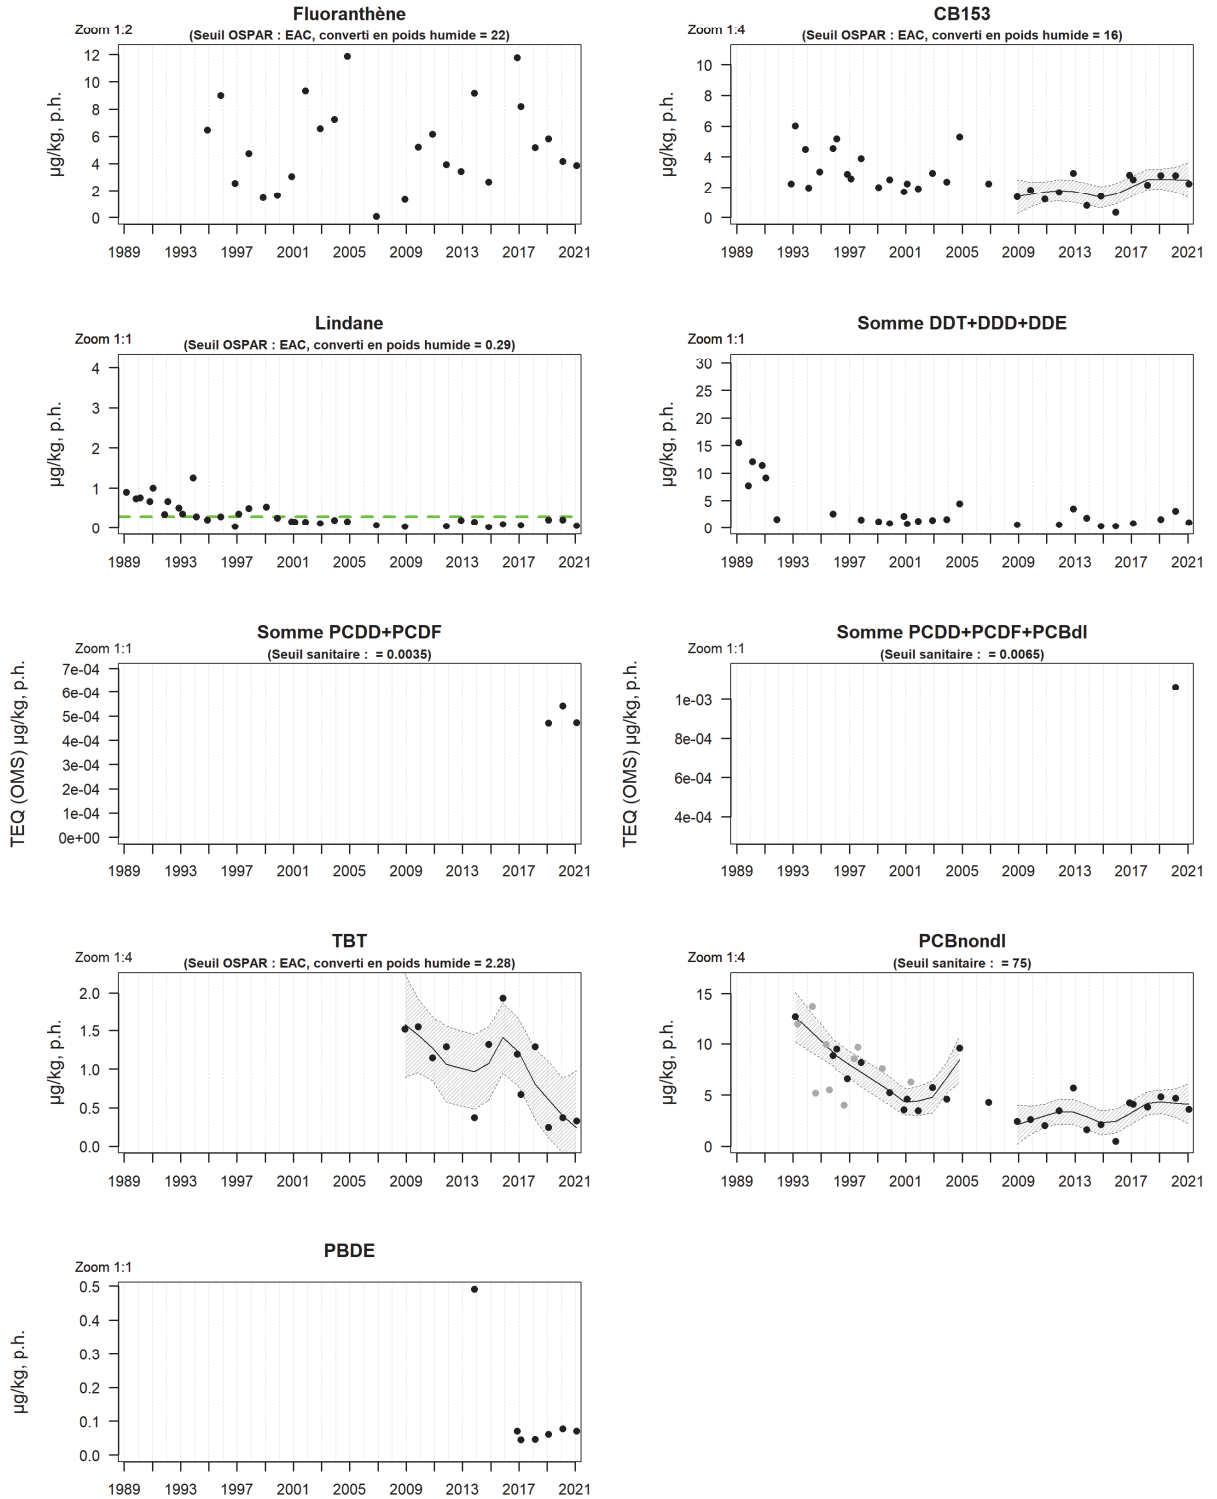 Fluoranthène
Zoom 1:2
(Seuil OSPAR : EAC, converti en poids humide = 22)
µg/kg, p.h.
12
10
8
6
4
2
0
1989 1993 1997 2001 2005 2009 2013 2017 2021
CB153
Zoom 1:4
(Seuil OSPAR : EAC, converti en poids humide = 16)
µg/kg, p.h.
10
8
6
4
2
0
1989 1993 1997 2001 2005 2009 2013 2017 2021
Lindane
Zoom 1:1
(Seuil OSPAR : EAC, converti en poids humide = 0.29)
µg/kg, p.h.
4
3
2
1
0
1989 1993 1997 2001 2005 2009 2013 2017 2021
Somme DDT+DDD+DDE
Zoom 1:1
µg/kg, p.h.
30
25
20
15
10
5
0
1989 1993 1997 2001 2005 2009 2013 2017 2021
Somme PCDD+PCDF
Zoom 1:1
(Seuil sanitaire :  = 0.0035)
TEQ (OMS) µg/kg, p.h.
7e-04
6e-04
5e-04
4e-04
3e-04
2e-04
1e-04
0e+00
1989 1993 1997 2001 2005 2009 2013 2017 2021
Somme PCDD+PCDF+PCBdl
Zoom 1:1
(Seuil sanitaire :  = 0.0065)
TEQ (OMS) µg/kg, p.h.
1e-03
8e-04
6e-04
4e-04
1989 1993 1997 2001 2005 2009 2013 2017 2021
TBT
Zoom 1:4
(Seuil OSPAR : EAC, converti en poids humide = 2.28)
µg/kg, p.h.
2.0
1.5
1.0
0.5
0.0
1989 1993 1997 2001 2005 2009 2013 2017 2021
PCBnondl
Zoom 1:4
(Seuil sanitaire :  = 75)
µg/kg, p.h.
15
10
5
0
1989 1993 1997 2001 2005 2009 2013 2017 2021
PBDE
Zoom 1:1
µg/kg, p.h.
0.5
0.4
0.3
0.2
0.1
0.0
1989 1993 1997 2001 2005 2009 2013 2017 2021